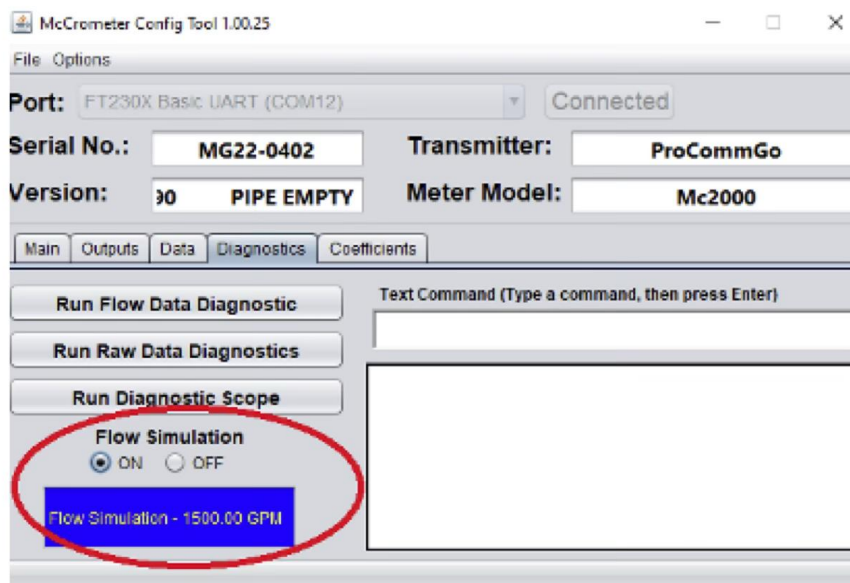 McCrometer Config Tool 1.00.25
File Options
Port: FT230X Basic UART (COM12) Connected
Serial No.: MG22-0402 Transmitter: ProCommGo
Version: 90 PIPE EMPTY Meter Model: Mc2000
Main Outputs Data Diagnostics Coefficients
Run Flow Data Diagnostic
Text Command (Type a command, then press Enter)
Run Raw Data Diagnostics
Run Diagnostic Scope
Flow Simulation
ON OFF
Flow Simulation - 1500.00 GPM